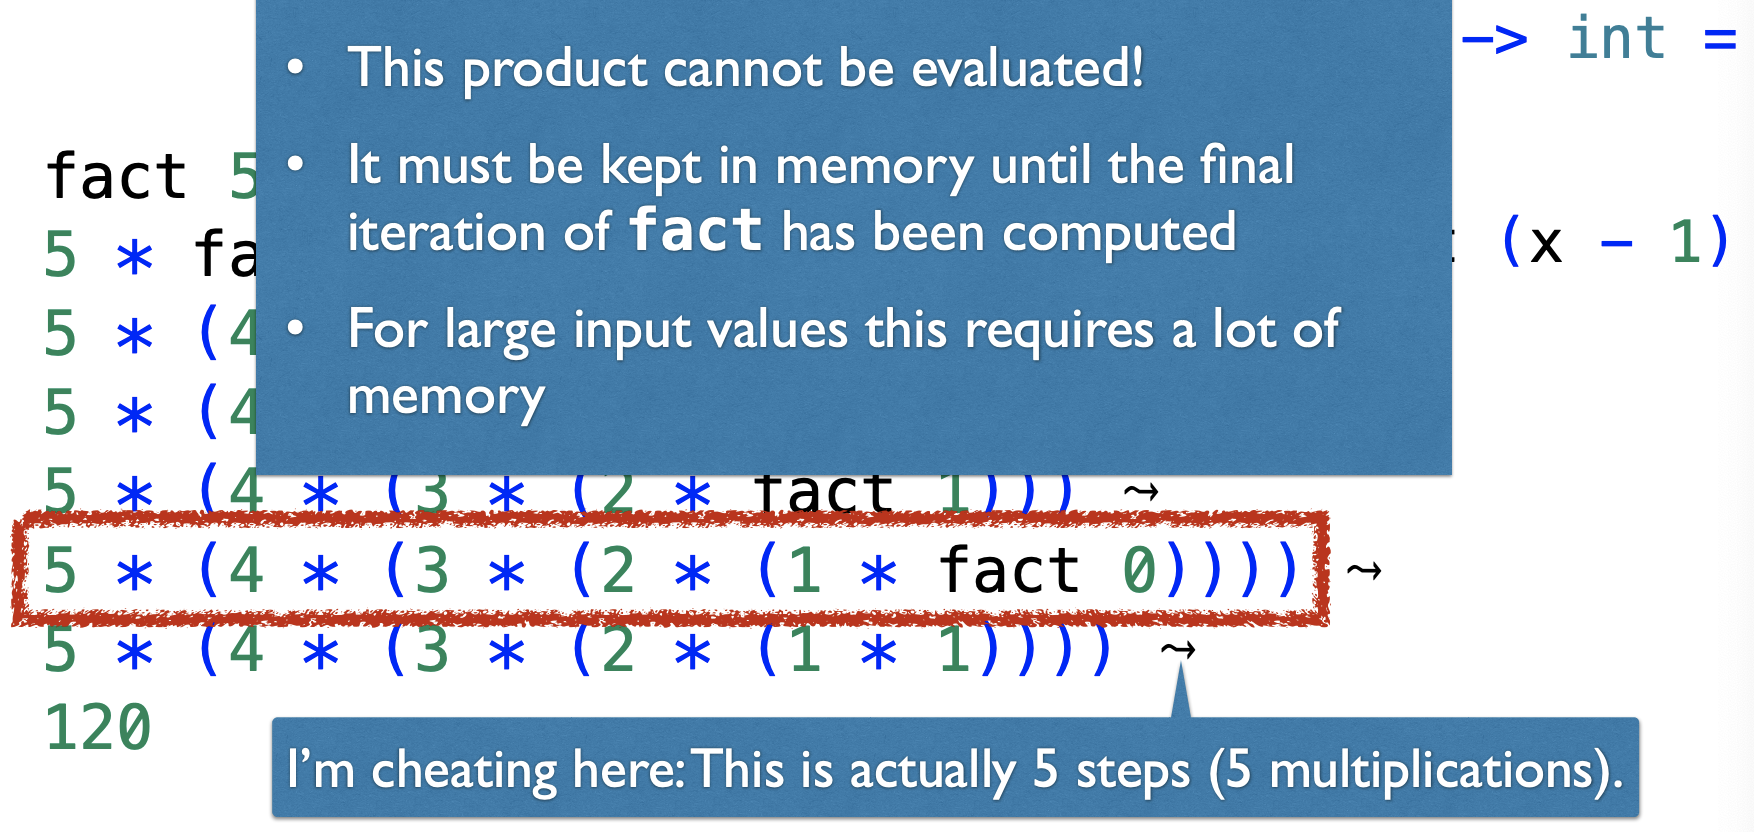 -> int =
• This product cannot be evaluated!
• It must be kept in memory until the final
iteration of fact has been computed
• For large input values this requires a lot of
memory
fact 5
5 * fa
(x - 1)
5 * (4
5 * (4
5 * (4 * (3 * (2 * fact 1))) ⤳
5 * (4 * (3 * (2 * (1 * fact 0)))) ⤳
5 * (4 * (3 * (2 * (1 * 1)))) ⤳
120
I'm cheating here: This is actually 5 steps (5 multiplications).